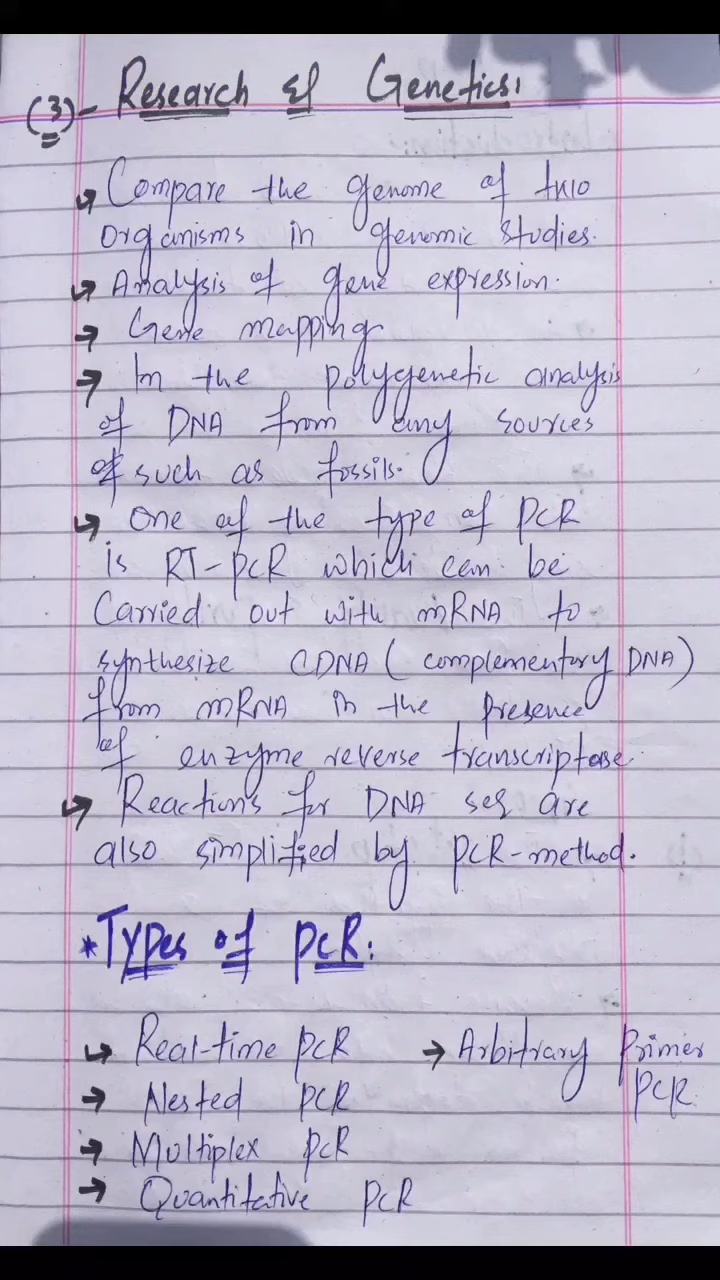 (3)- Research & Genetics:
→ Compare the genome of two
organisms in genomic studies.
→ Analysis of gene expression.
→ Gene mapping
→ In the polygenetic analysis
of DNA from any sources
of such as fossils.
→ One of the type of PCR
is RT-PCR which can be
Carried out with mRNA to
synthesize CDNA (complementory DNA)
from mRNA in the presence
of enzyme reverse transcriptase.
→ Reactions for DNA seq are
also simplified by PCR-method.
*Types of PCR:
→ Real-time PCR → Arbitrary Primer
PCR
→ Nested PCR
→ Multiplex PCR
→ Quantitative PCR